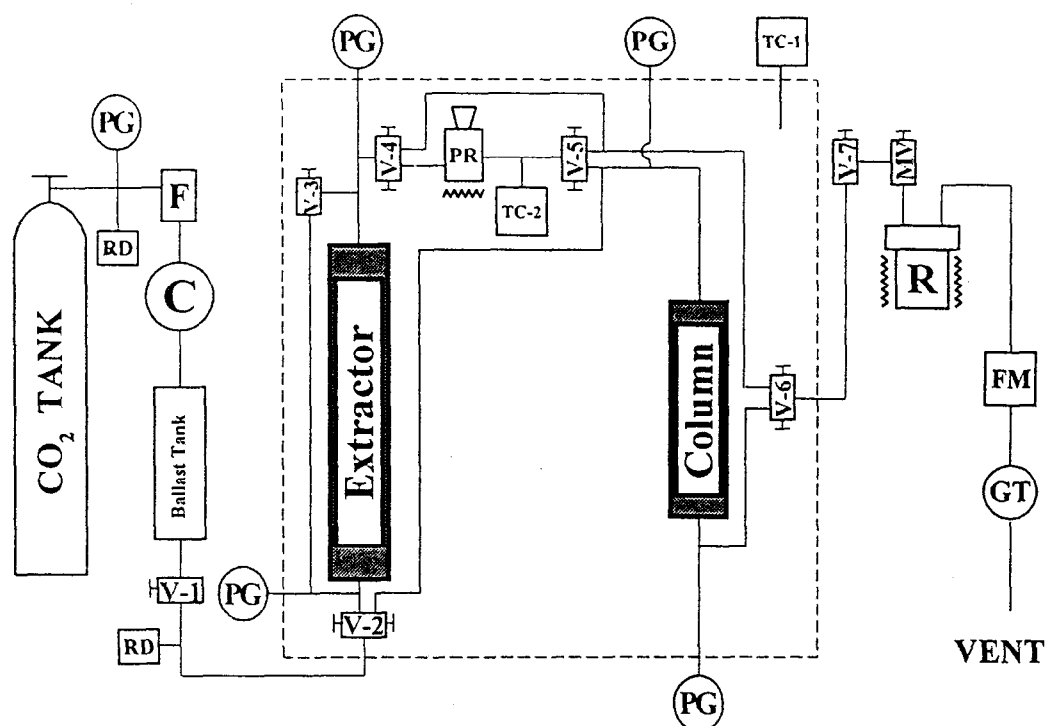 PG
PG
TC-1
PG
V-4
PR
V-5
V-7
MV
F
V-3
TC-2
RD
C
R
CO₂ TANK
Ballast Tank
Extractor
Column
V-6
FM
GT
V-1
PG
V-2
RD
VENT
PG